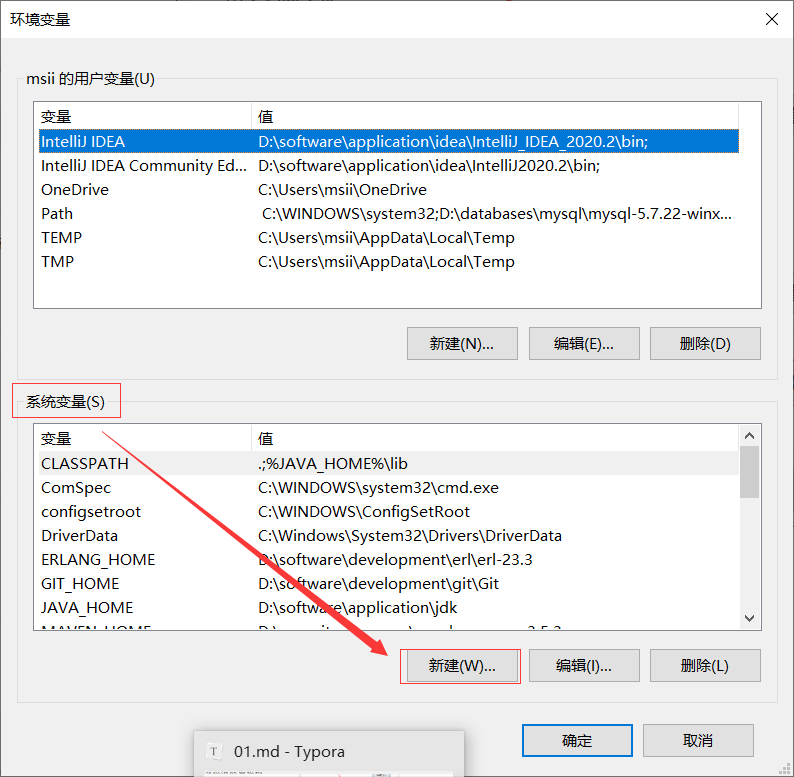 环境变量
msii 的用户变量(U)
变量 值
IntelliJ IDEA D:\software\application\idea\IntelliJ_IDEA_2020.2\bin;
IntelliJ IDEA Community Ed... D:\software\application\idea\IntelliJ2020.2\bin;
OneDrive C:\Users\msii\OneDrive
Path C:\WINDOWS\system32;D:\databases\mysql\mysql-5.7.22-winx...
TEMP C:\Users\msii\AppData\Local\Temp
TMP C:\Users\msii\AppData\Local\Temp
新建(N)... 编辑(E)... 删除(D)
系统变量(S)
变量 值
CLASSPATH .;%JAVA_HOME%\lib
ComSpec C:\WINDOWS\system32\cmd.exe
configsetroot C:\WINDOWS\ConfigSetRoot
DriverData C:\Windows\System32\Drivers\DriverData
ERLANG_HOME D:\software\development\erl\erl-23.3
GIT_HOME D:\software\development\git\Git
JAVA_HOME D:\software\application\jdk
MAVEN_HOME
新建(W)... 编辑(I)... 删除(L)
确定 取消
T 01.md - Typora